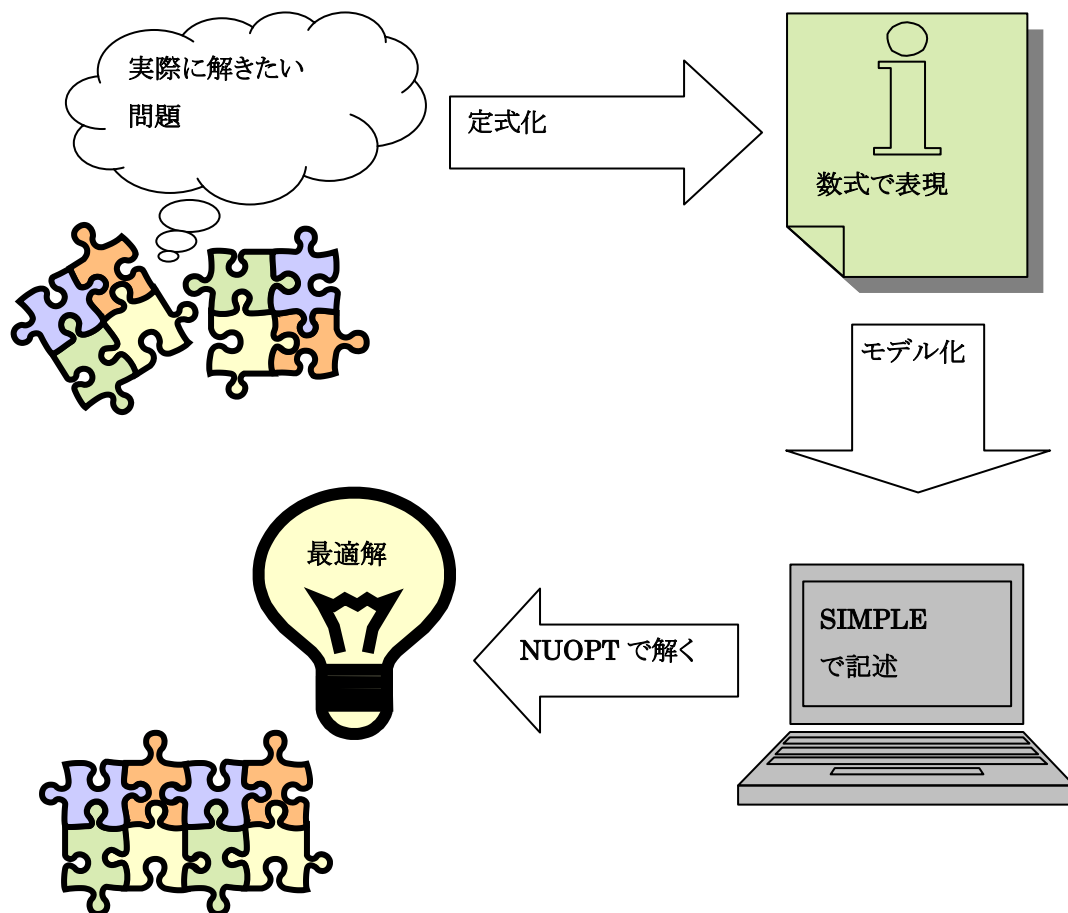 実際に解きたい
問題
定式化
数式で表現
モデル化
SIMPLE
で記述
NUOPT で解く
最適解